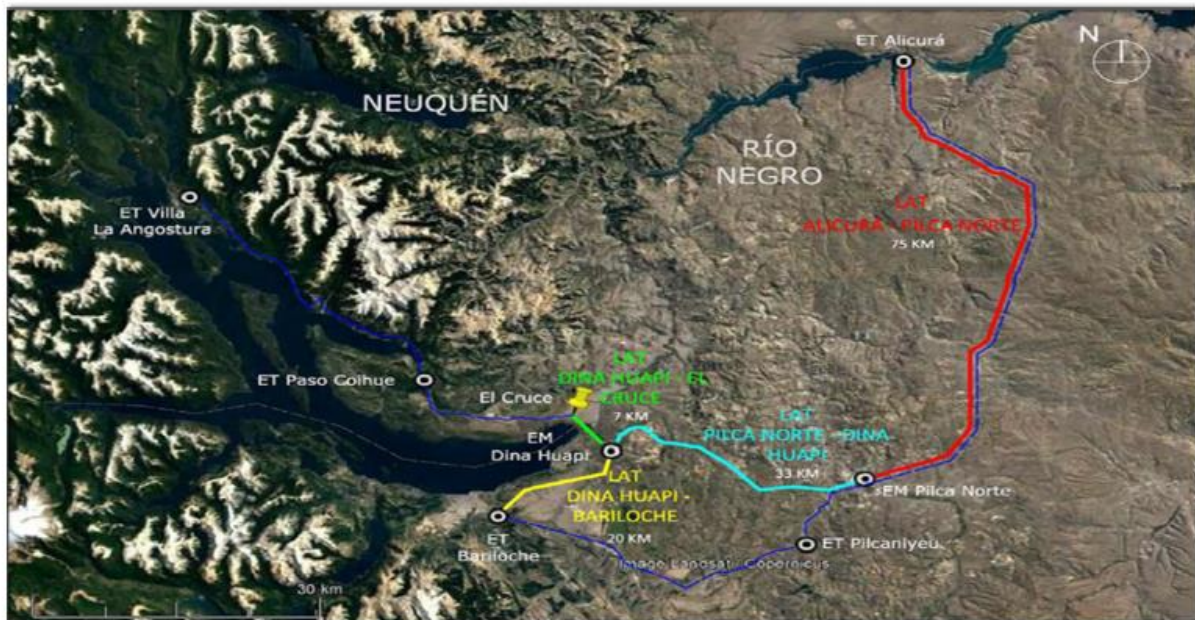 ET Alicurá
N
NEUQUÉN
RÍO
NEGRO
ET Villa
La Angostura
LAT
ALICURÁ - PILCA NORTE
75 KM
ET Paso Coihue
El Cruce
LAT
DINA HUAPI - EL
CRUCE
7 KM
EM
Dina Huapi
LAT
PILCA NORTE - DINA
HUAPI
33 KM
EM Pilca Norte
LAT
DINA HUAPI -
BARILOCHE
20 KM
ET
Bariloche
ET Pilcaniyeu
Image Landsat / Copernicus
30 km